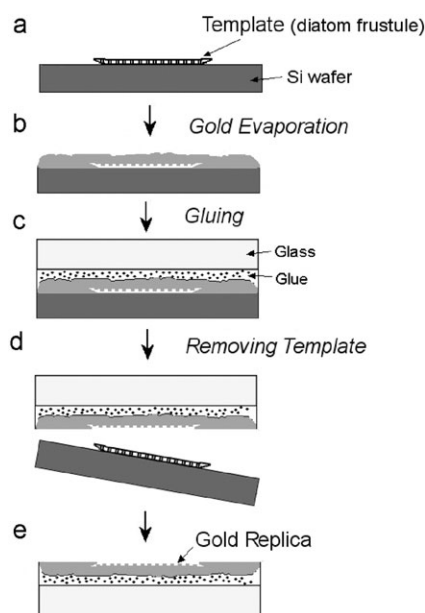 a
Template (diatom frustule)
Si wafer
b
Gold Evaporation
Gluing
c
Glass
Glue
d
Removing Template
e
Gold Replica